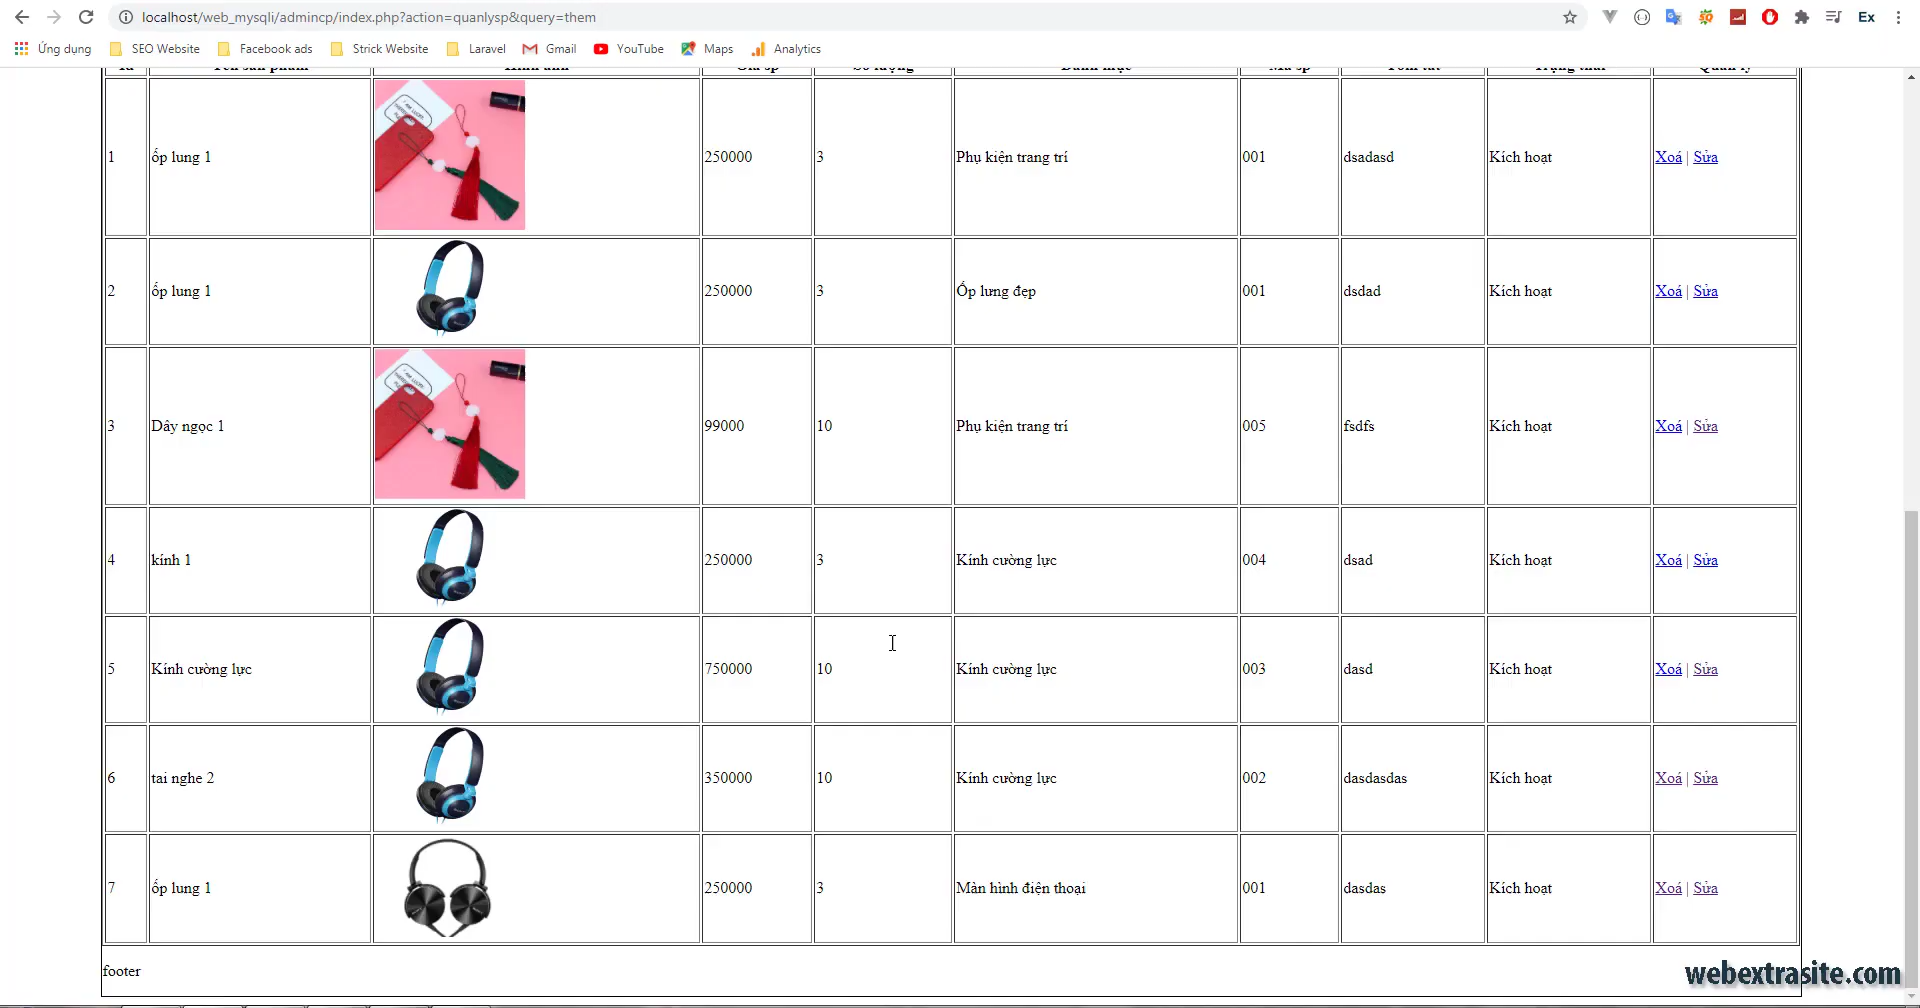 localhost/web_mysqli/admincp/index.php?action=quanlysp&query=them
Ex
Ứng dụng SEO Website Facebook ads Strick Website Laravel Gmail YouTube Maps Analytics
1 ốp lung 1 250000 3 Phụ kiện trang trí 001 dsadasd Kích hoạt Xoá | Sửa
2 ốp lung 1 250000 3 Ốp lưng đẹp 001 dsdad Kích hoạt Xoá | Sửa
3 Dây ngọc 1 99000 10 Phụ kiện trang trí 005 fsdfs Kích hoạt Xoá | Sửa
4 kính 1 250000 3 Kính cường lực 004 dsad Kích hoạt Xoá | Sửa
5 Kính cường lực 750000 10 Kính cường lực 003 dasd Kích hoạt Xoá | Sửa
6 tai nghe 2 350000 10 Kính cường lực 002 dasdasdas Kích hoạt Xoá | Sửa
7 ốp lung 1 250000 3 Màn hình điện thoại 001 dasdas Kích hoạt Xoá | Sửa
footer
webextrasite.com